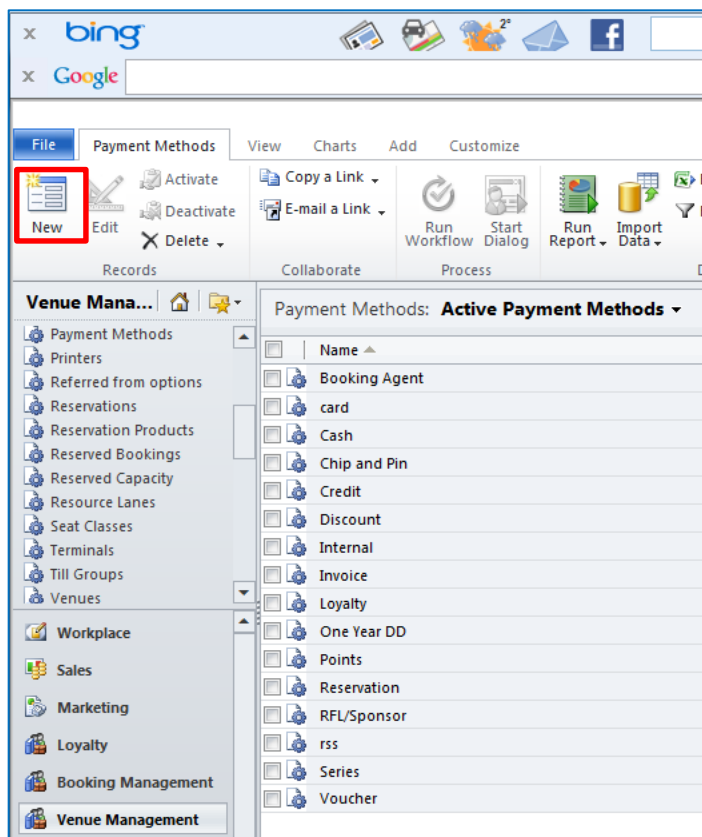 x bing 2°
x Google
File Payment Methods View Charts Add Customize
New
Edit
Activate
Deactivate
Delete
Records
Copy a Link
E-mail a Link
Collaborate
Run Workflow
Start Dialog
Process
Run Report
Import Data
Venue Mana...
Payment Methods
Printers
Referred from options
Reservations
Reservation Products
Reserved Bookings
Reserved Capacity
Resource Lanes
Seat Classes
Terminals
Till Groups
Venues
Workplace
Sales
Marketing
Loyalty
Booking Management
Venue Management
Payment Methods: Active Payment Methods
Name
Booking Agent
card
Cash
Chip and Pin
Credit
Discount
Internal
Invoice
Loyalty
One Year DD
Points
Reservation
RFL/Sponsor
rss
Series
Voucher